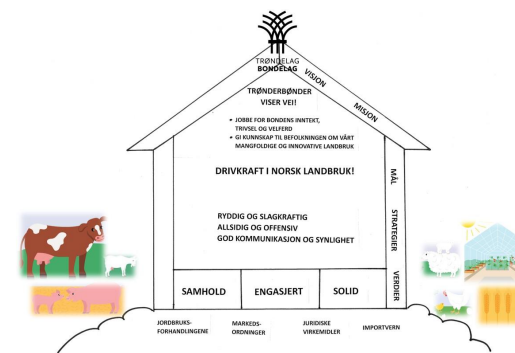 TRØNDELAG
BONDELAG
VISJON
MISJON
TRØNDERBØNDER
VISER VEI!
• JOBBE FOR BONDENS INNTEKT,
TRIVSEL OG VELFERD
• GI KUNNSKAP TIL BEFOLKNINGEN OM VÅRT
MANGFOLDIGE OG INNOVATIVE LANDBRUK
DRIVKRAFT I NORSK LANDBRUK!
MÅL
RYDDIG OG SLAGKRAFTIG
ALLSIDIG OG OFFENSIV
GOD KOMMUNIKASJON OG SYNLIGHET
STRATEGIER
SAMHOLD
ENGASJERT
SOLID
VERDIER
JORDBRUKS-
FORHANDLINGENE
MARKEDS-
ORDNINGER
JURIDISKE
VIRKEMIDLER
IMPORTVERN